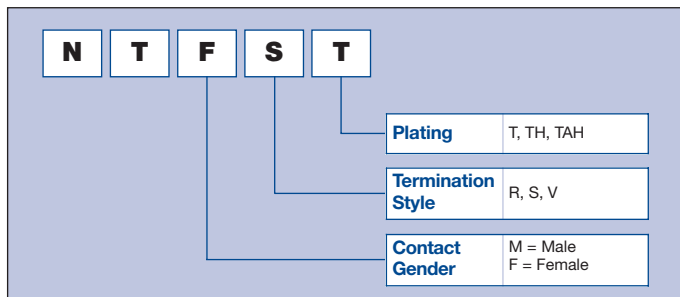 N T F S T
Plating T, TH, TAH
Termination
Style
R, S, V
Contact
Gender
M = Male
F = Female